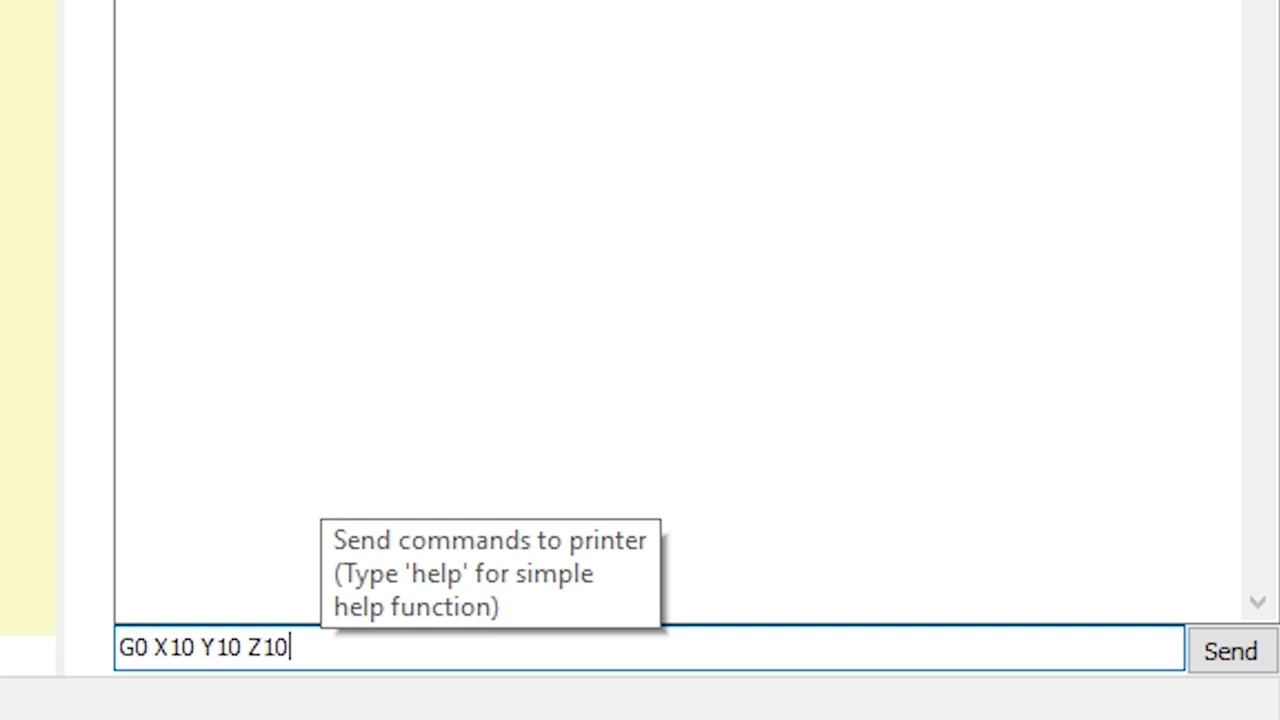 Send commands to printer
(Type 'help' for simple
help function)
G0 X10 Y10 Z10
Send